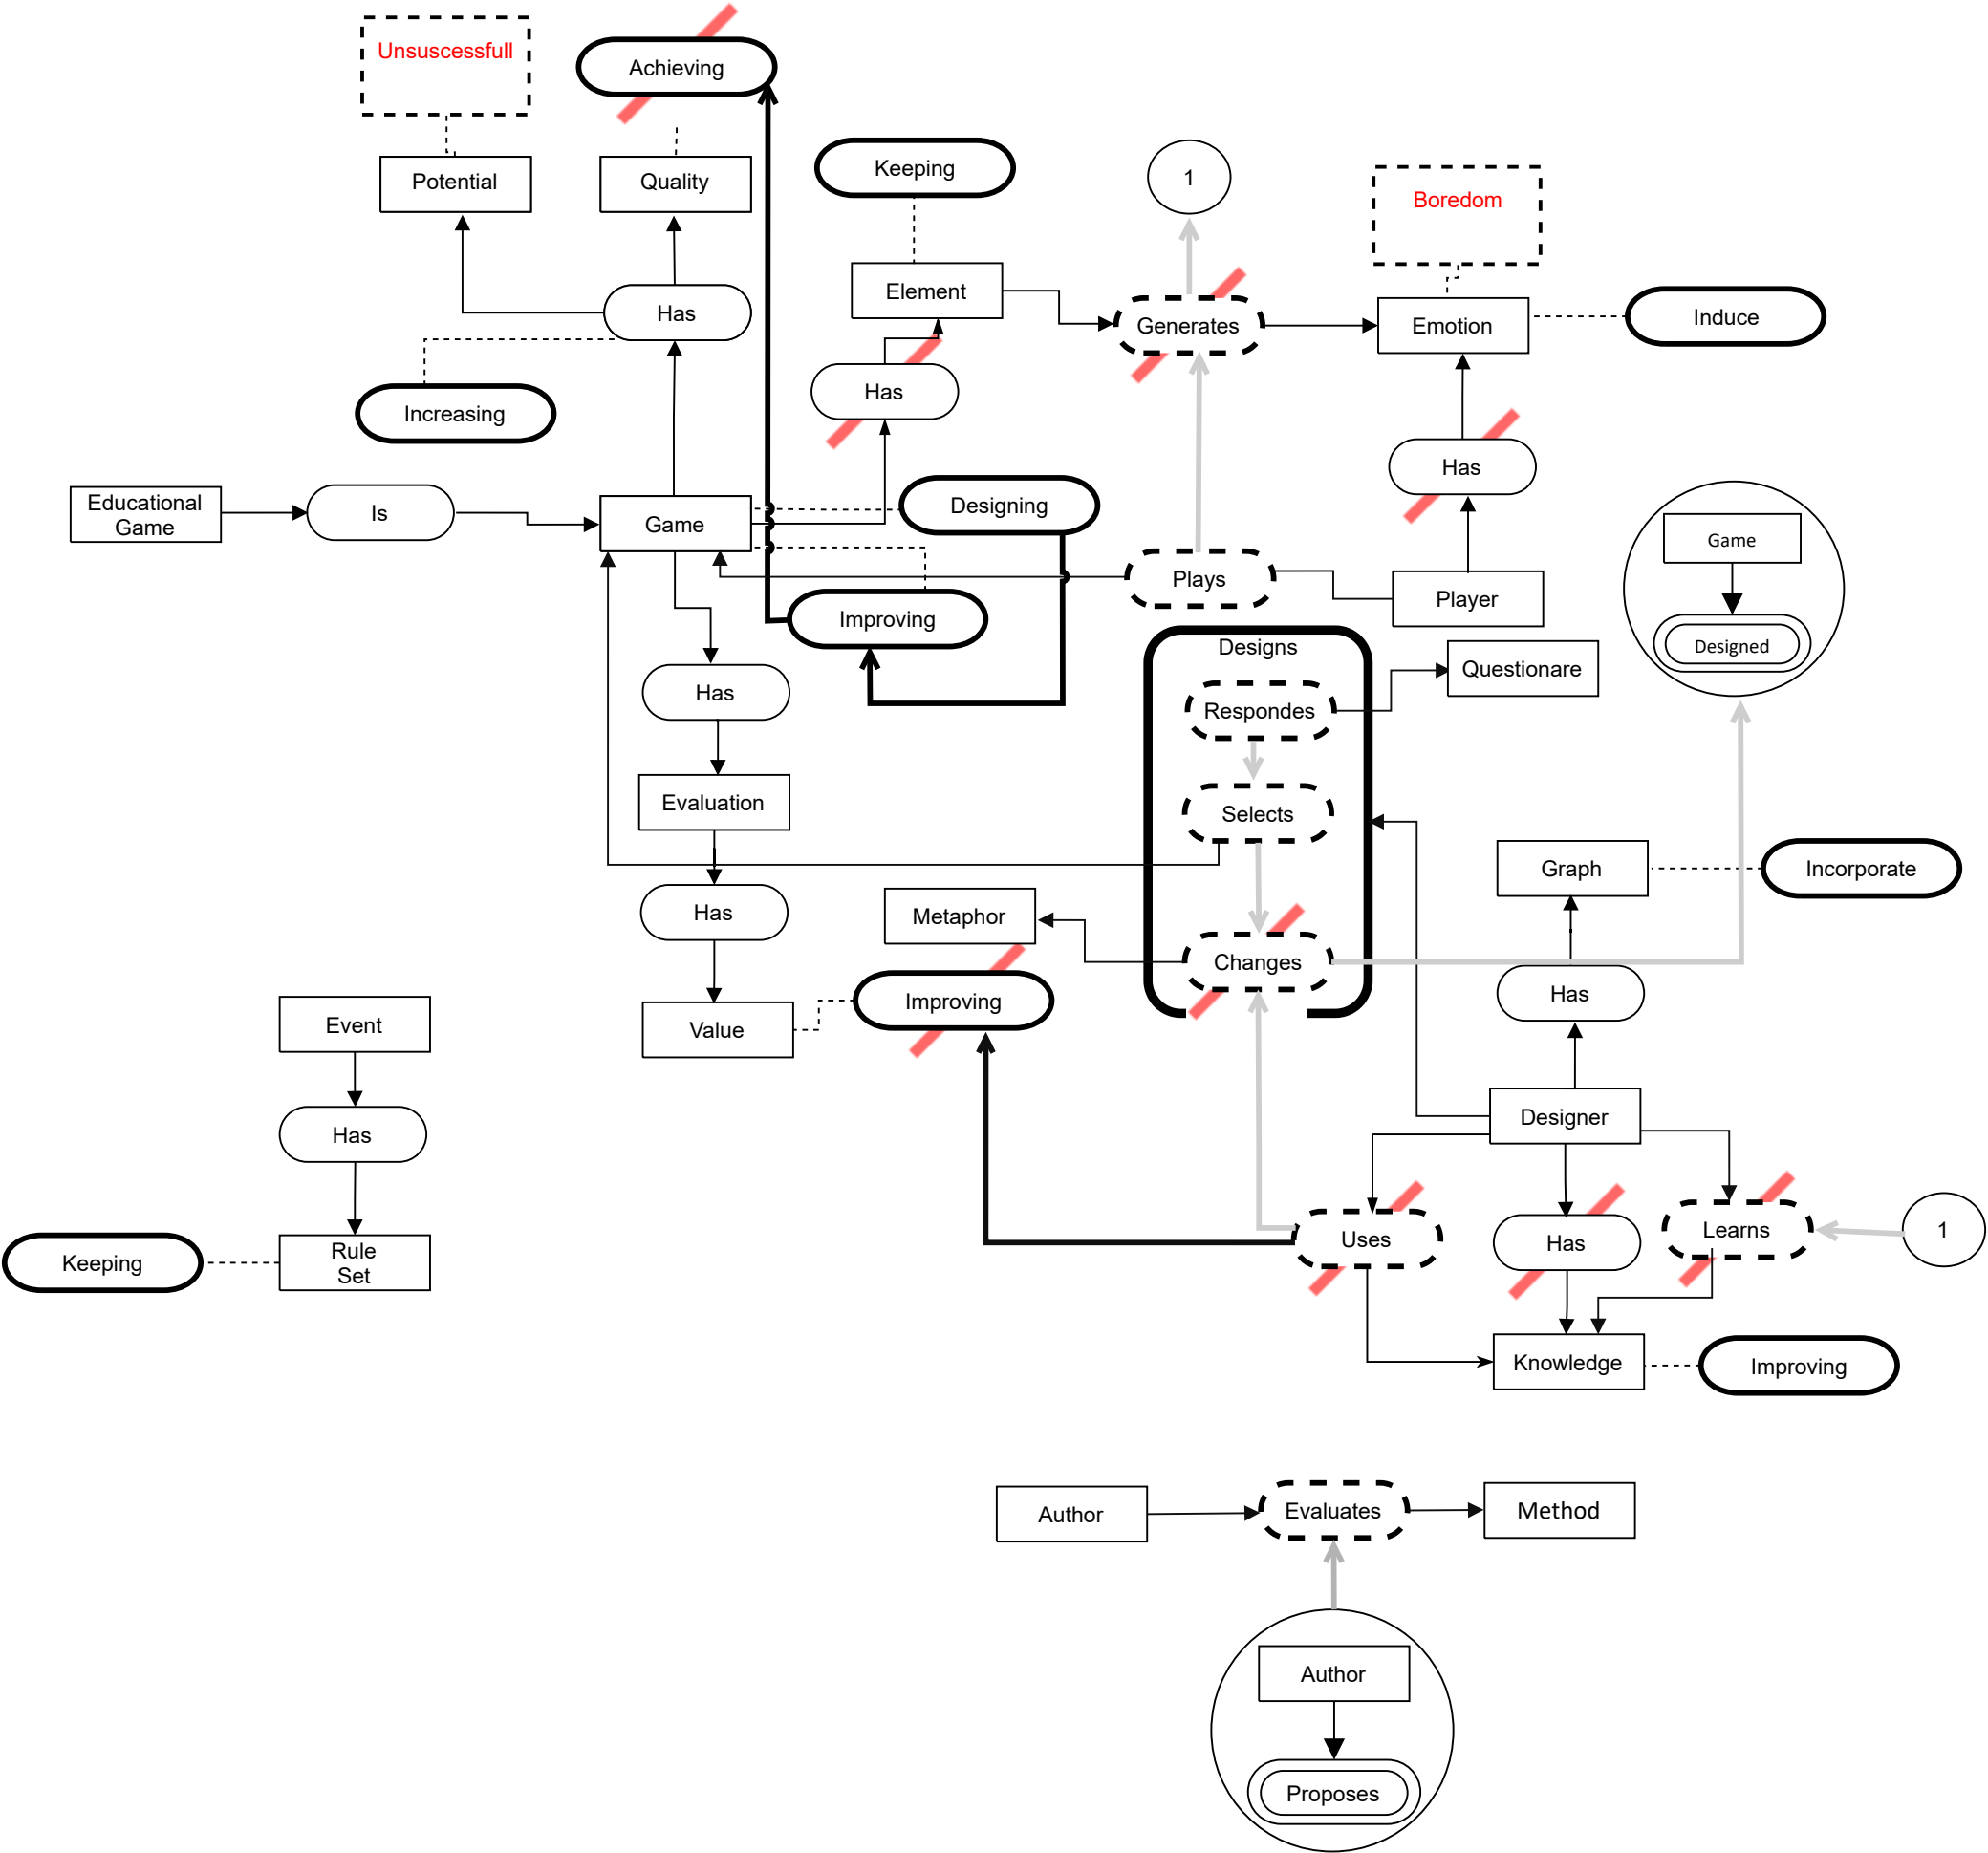 Unsuscessfull
Achieving
Keeping
1
Potential
Quality
Boredom
Element
Has
Generates
Emotion
Induce
Increasing
Has
Has
Educational
Game
Is
Game
Designing
Game
Plays
Player
Improving
Designed
Designs
Questionare
Has
Respondes
Evaluation
Selects
Graph
Incorporate
Has
Metaphor
Changes
Has
Improving
Event
Value
Designer
Has
Uses
Has
Learns
1
Rule
Set
Keeping
Knowledge
Improving
Author
Evaluates
Method
Author
Proposes